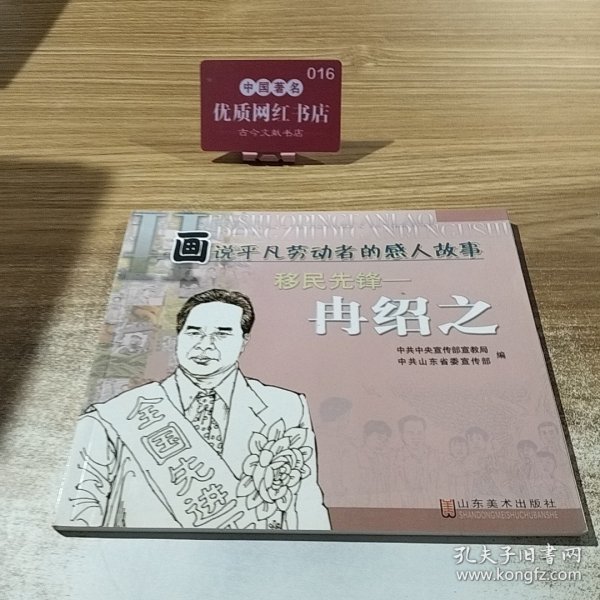 016
中国著名
优质网红书店
古今文献书店
HUASHUOPINGFANLAO
DONGZHEDEGANRENGUSHI
画说平凡劳动者的感人故事
移民先锋—
冉绍之
中共中央宣传部宣教局
中共山东省委宣传部
编
全国先进
山东美术出版社
SHANDONGMEISHUCHUBANSHE
孔夫子旧书网
www.kongfz.com